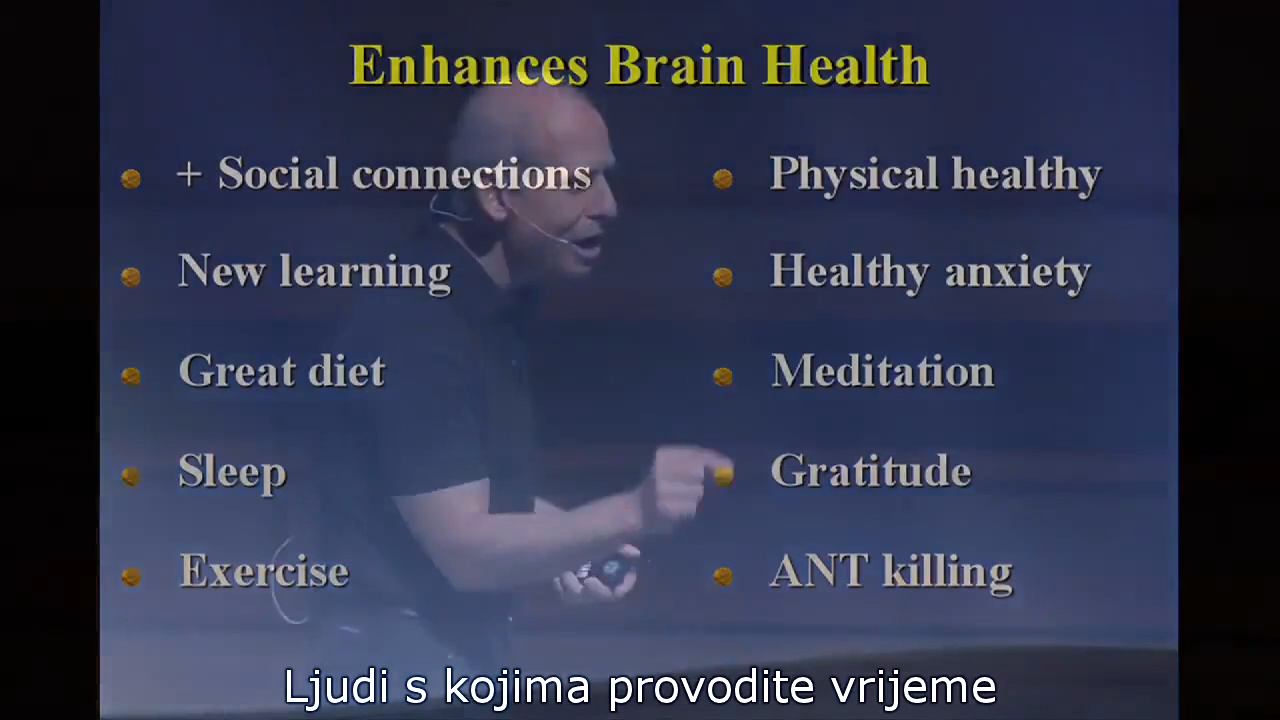 Enhances Brain Health
+ Social connections
New learning
Great diet
Sleep
Exercise
Physical healthy
Healthy anxiety
Meditation
Gratitude
ANT killing
Ljudi s kojima provodite vrijeme